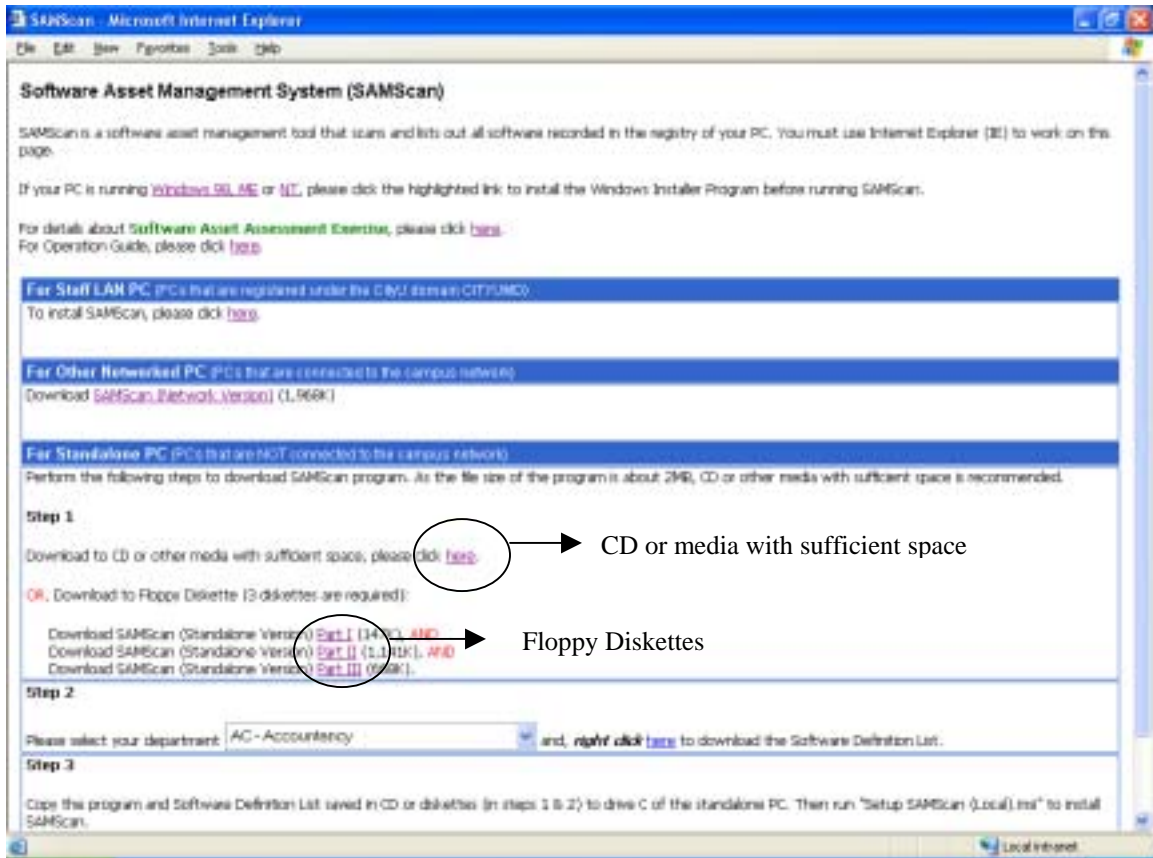 SAMScan - Microsoft Internet Explorer
File Edit View Favorites Tools Help
Software Asset Management System (SAMScan)
SAMScan is a software asset management tool that scans and lists out all software recorded in the registry of your PC. You must use Internet Explorer (IE) to work on this
page.
If your PC is running Windows 98, ME or NT, please click the highlighted link to install the Windows Installer Program before running SAMScan.
For details about Software Asset Assessment Exercise, please click here.
For Operation Guide, please click here.
For Staff LAN PC (PCs that are registered under the CityU domain CITYUMD)
To install SAMScan, please click here.
For Other Networked PC (PCs that are connected to the campus network)
Download SAMScan (Network Version) (1,968K)
For Standalone PC (PCs that are NOT connected to the campus network)
Perform the following steps to download SAMScan program. As the file size of the program is about 2MB, CD or other media with sufficient space is recommended.
Step 1
Download to CD or other media with sufficient space, please click here.
CD or media with sufficient space
OR, Download to Floppy Diskette (3 diskettes are required):
Download SAMScan (Standalone Version) Part I AND
Download SAMScan (Standalone Version) Part II (1,141K), AND
Download SAMScan (Standalone Version) Part III
Floppy Diskettes
Step 2
Please select your department AC - Accountancy and, right click here to download the Software Definition List.
Step 3
Copy the program and Software Definition List saved in CD or diskettes (in steps 1 & 2) to drive C of the standalone PC. Then run "Setup SAMScan (Local).msi" to install
SAMScan.
Local intranet